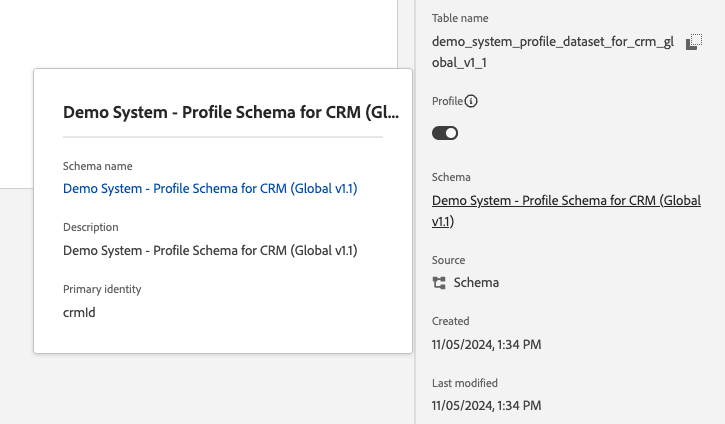 Demo System - Profile Schema for CRM (Gl...
Schema name
Demo System - Profile Schema for CRM (Global v1.1)
Description
Demo System - Profile Schema for CRM (Global v1.1)
Primary identity
crmId
Table name
demo_system_profile_dataset_for_crm_gl
obal_v1_1
Profile
Schema
Demo System - Profile Schema for CRM (Global
v1.1)
Source
Schema
Created
11/05/2024, 1:34 PM
Last modified
11/05/2024, 1:34 PM